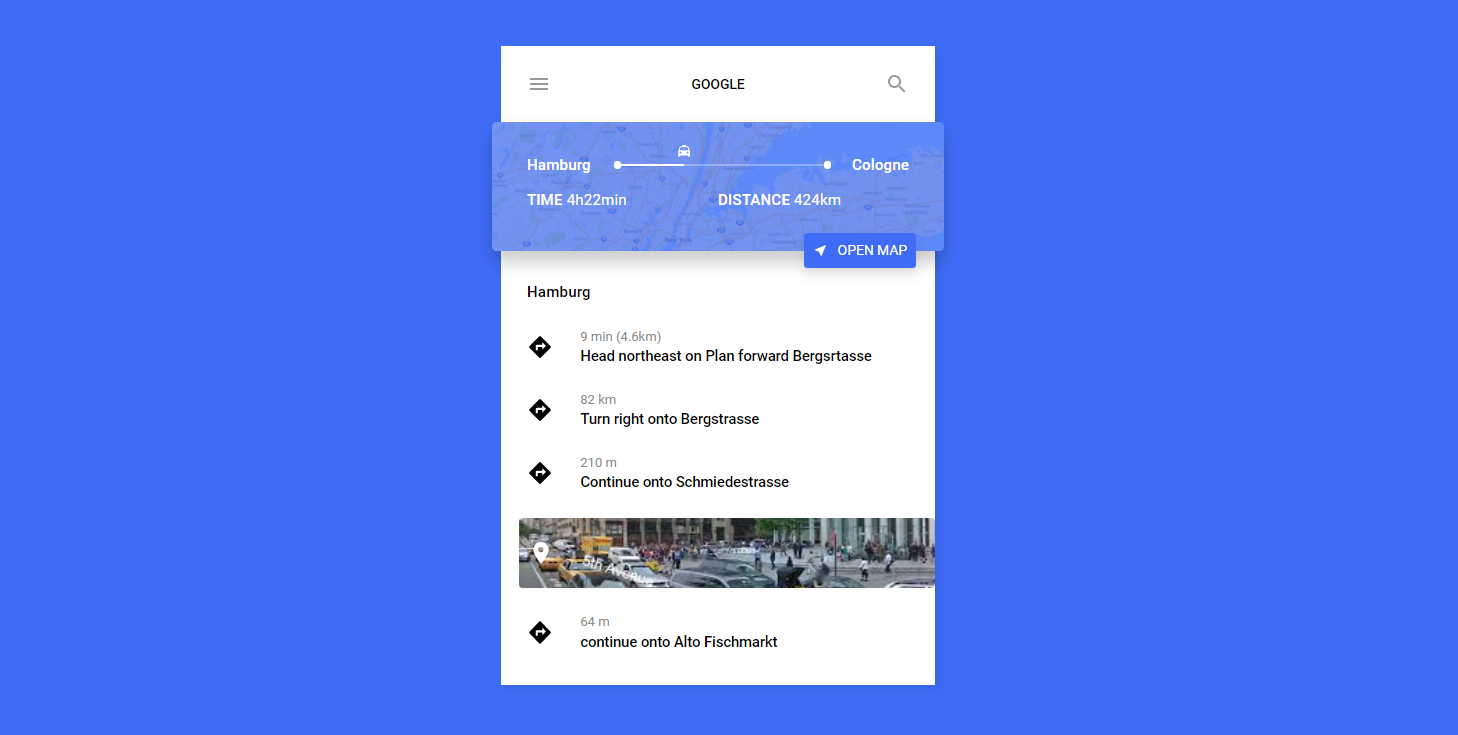 GOOGLE
Hamburg
Cologne
TIME 4h22min
DISTANCE 424km
OPEN MAP
Hamburg
9 min (4.6km)
Head northeast on Plan forward Bergsrtasse
82 km
Turn right onto Bergstrasse
210 m
Continue onto Schmiedestrasse
5th Avenue
64 m
continue onto Alto Fischmarkt